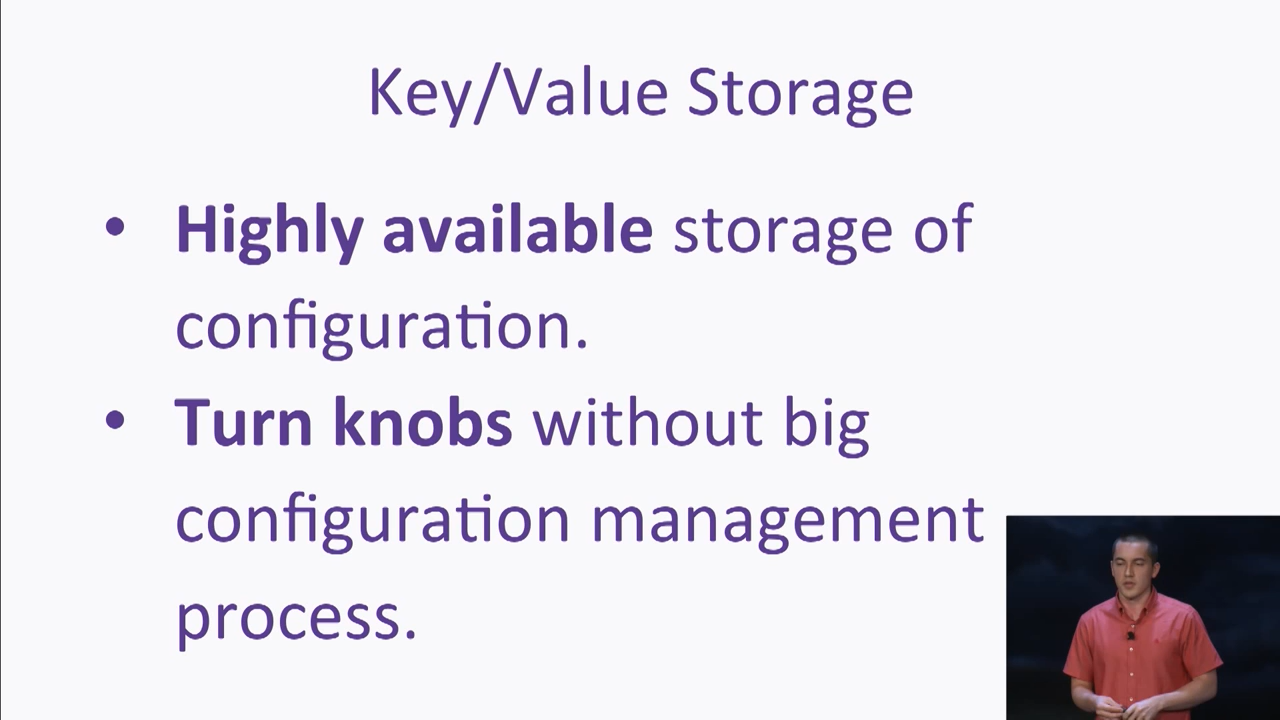 Key/Value Storage
• Highly available storage of
configuration.
• Turn knobs without big
configuration management
process.